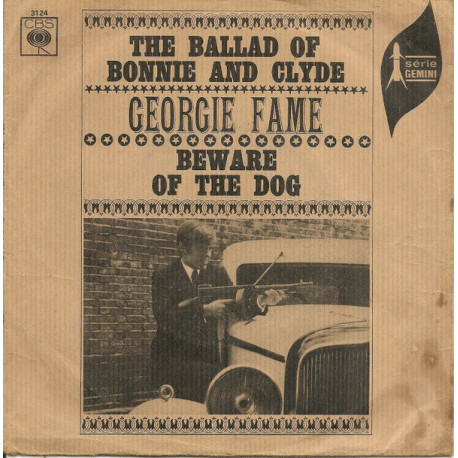 3124
CBS
série
GEMINI
THE BALLAD OF
BONNIE AND CLYDE
GEORGIE FAME
BEWARE
OF THE DOG